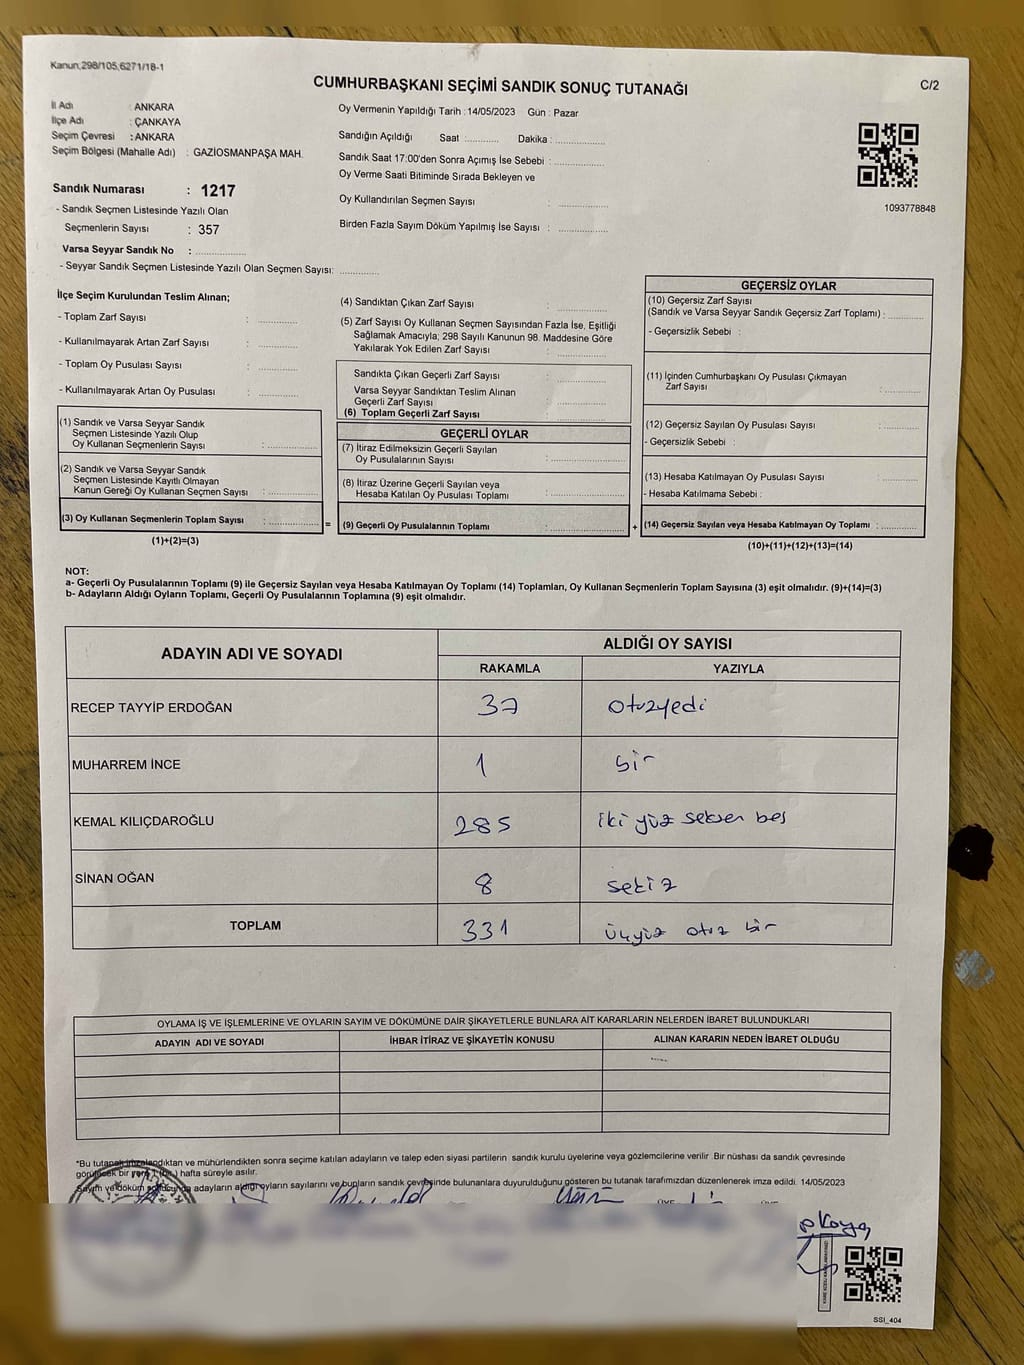 Kanun,298/105,6271/18-1
CUMHURBAŞKANI SEÇİMİ SANDIK SONUÇ TUTANAĞI
C/2
İl Adı : ANKARA
İlçe Adı : ÇANKAYA
Seçim Çevresi : ANKARA
Seçim Bölgesi (Mahalle Adı) : GAZİOSMANPAŞA MAH.
Oy Vermenin Yapıldığı Tarih : 14/05/2023 Gün : Pazar
Sandığın Açıldığı Saat :............ Dakika :..................
Sandık Saat 17:00'den Sonra Açımış İse Sebebi : ..................
Oy Verme Saati Bitiminde Sırada Bekleyen ve
Oy Kullandırılan Seçmen Sayısı : ..................
Birden Fazla Sayım Döküm Yapılmış İse Sayısı : ..................
1093778848
Sandık Numarası : 1217
- Sandık Seçmen Listesinde Yazılı Olan
Seçmenlerin Sayısı : 357
Varsa Seyyar Sandık No : ..................
- Seyyar Sandık Seçmen Listesinde Yazılı Olan Seçmen Sayısı: ..............
İlçe Seçim Kurulundan Teslim Alınan;
- Toplam Zarf Sayısı : ..............
- Kullanılmayarak Artan Zarf Sayısı : ..............
- Toplam Oy Pusulası Sayısı : ..............
- Kullanılmayarak Artan Oy Pusulası : ..............
(1) Sandık ve Varsa Seyyar Sandık
Seçmen Listesinde Yazılı Olup
Oy Kullanan Seçmenlerin Sayısı : ..................
(2) Sandık ve Varsa Seyyar Sandık
Seçmen Listesinde Kayıtlı Olmayan
Kanun Gereği Oy Kullanan Seçmen Sayısı : ..................
(3) Oy Kullanan Seçmenlerin Toplam Sayısı : ..................
(1)+(2)=(3)
(4) Sandıktan Çıkan Zarf Sayısı : ..................
(5) Zarf Sayısı Oy Kullanan Seçmen Sayısından Fazla İse, Eşitliği
Sağlamak Amacıyla; 298 Sayılı Kanunun 98. Maddesine Göre
Yakılarak Yok Edilen Zarf Sayısı : ..................
Sandıkta Çıkan Geçerli Zarf Sayısı : ..................
Varsa Seyyar Sandıktan Teslim Alınan
Geçerli Zarf Sayısı : ..................
(6) Toplam Geçerli Zarf Sayısı : ..................
GEÇERLİ OYLAR
(7) İtiraz Edilmeksizin Geçerli Sayılan
Oy Pusulalarının Sayısı : ..................
(8) İtiraz Üzerine Geçerli Sayılan veya
Hesaba Katılan Oy Pusulası Toplamı : ..................
= (9) Geçerli Oy Pusulalarının Toplamı : ..................
GEÇERSİZ OYLAR
(10) Geçersiz Zarf Sayısı
(Sandık ve Varsa Seyyar Sandık Geçersiz Zarf Toplamı) : ............
- Geçersizlik Sebebi :
(11) İçinden Cumhurbaşkanı Oy Pusulası Çıkmayan
Zarf Sayısı : ............
(12) Geçersiz Sayılan Oy Pusulası Sayısı : ............
- Geçersizlik Sebebi :
(13) Hesaba Katılmayan Oy Pusulası Sayısı : ............
- Hesaba Katılmama Sebebi :
+ (14) Geçersiz Sayılan veya Hesaba Katılmayan Oy Toplamı : ............
(10)+(11)+(12)+(13)=(14)
NOT:
a- Geçerli Oy Pusulalarının Toplamı (9) ile Geçersiz Sayılan veya Hesaba Katılmayan Oy Toplamı (14) Toplamları, Oy Kullanan Seçmenlerin Toplam Sayısına (3) eşit olmalıdır. (9)+(14)=(3)
b- Adayların Aldığı Oyların Toplamı, Geçerli Oy Pusulalarının Toplamına (9) eşit olmalıdır.
ADAYIN ADI VE SOYADI
ALDIĞI OY SAYISI
RAKAMLA YAZIYLA
RECEP TAYYİP ERDOĞAN 37 otuzyedi
MUHARREM İNCE 1 bir
KEMAL KILIÇDAROĞLU 285 iki yüz seksen beş
SİNAN OĞAN 8 sekiz
TOPLAM 331 üçyüz otuz bir
OYLAMA İŞ VE İŞLEMLERİNE VE OYLARIN SAYIM VE DÖKÜMÜNE DAİR ŞİKAYETLERLE BUNLARA AİT KARARLARIN NELERDEN İBARET BULUNDUKLARI
ADAYIN ADI VE SOYADI İHBAR İTİRAZ VE ŞİKAYETİN KONUSU ALINAN KARARIN NEDEN İBARET OLDUĞU
*Bu tutanak imzalandıktan ve mühürlendikten sonra seçime katılan adayların ve talep eden siyasi partilerin sandık kurulu üyelerine veya gözlemcilerine verilir. Bir nüshası da sandık çevresinde
görülecek bir yere 1 (bir) hafta süreyle asılır.
Sayım ve döküm sonucunda adayların aldığı oyların sayılarını ve bunların sandık çevresinde bulunanlara duyurulduğunu gösteren bu tutanak tarafımızdan düzenlenerek imza edildi. 14/05/2023
SSI_404